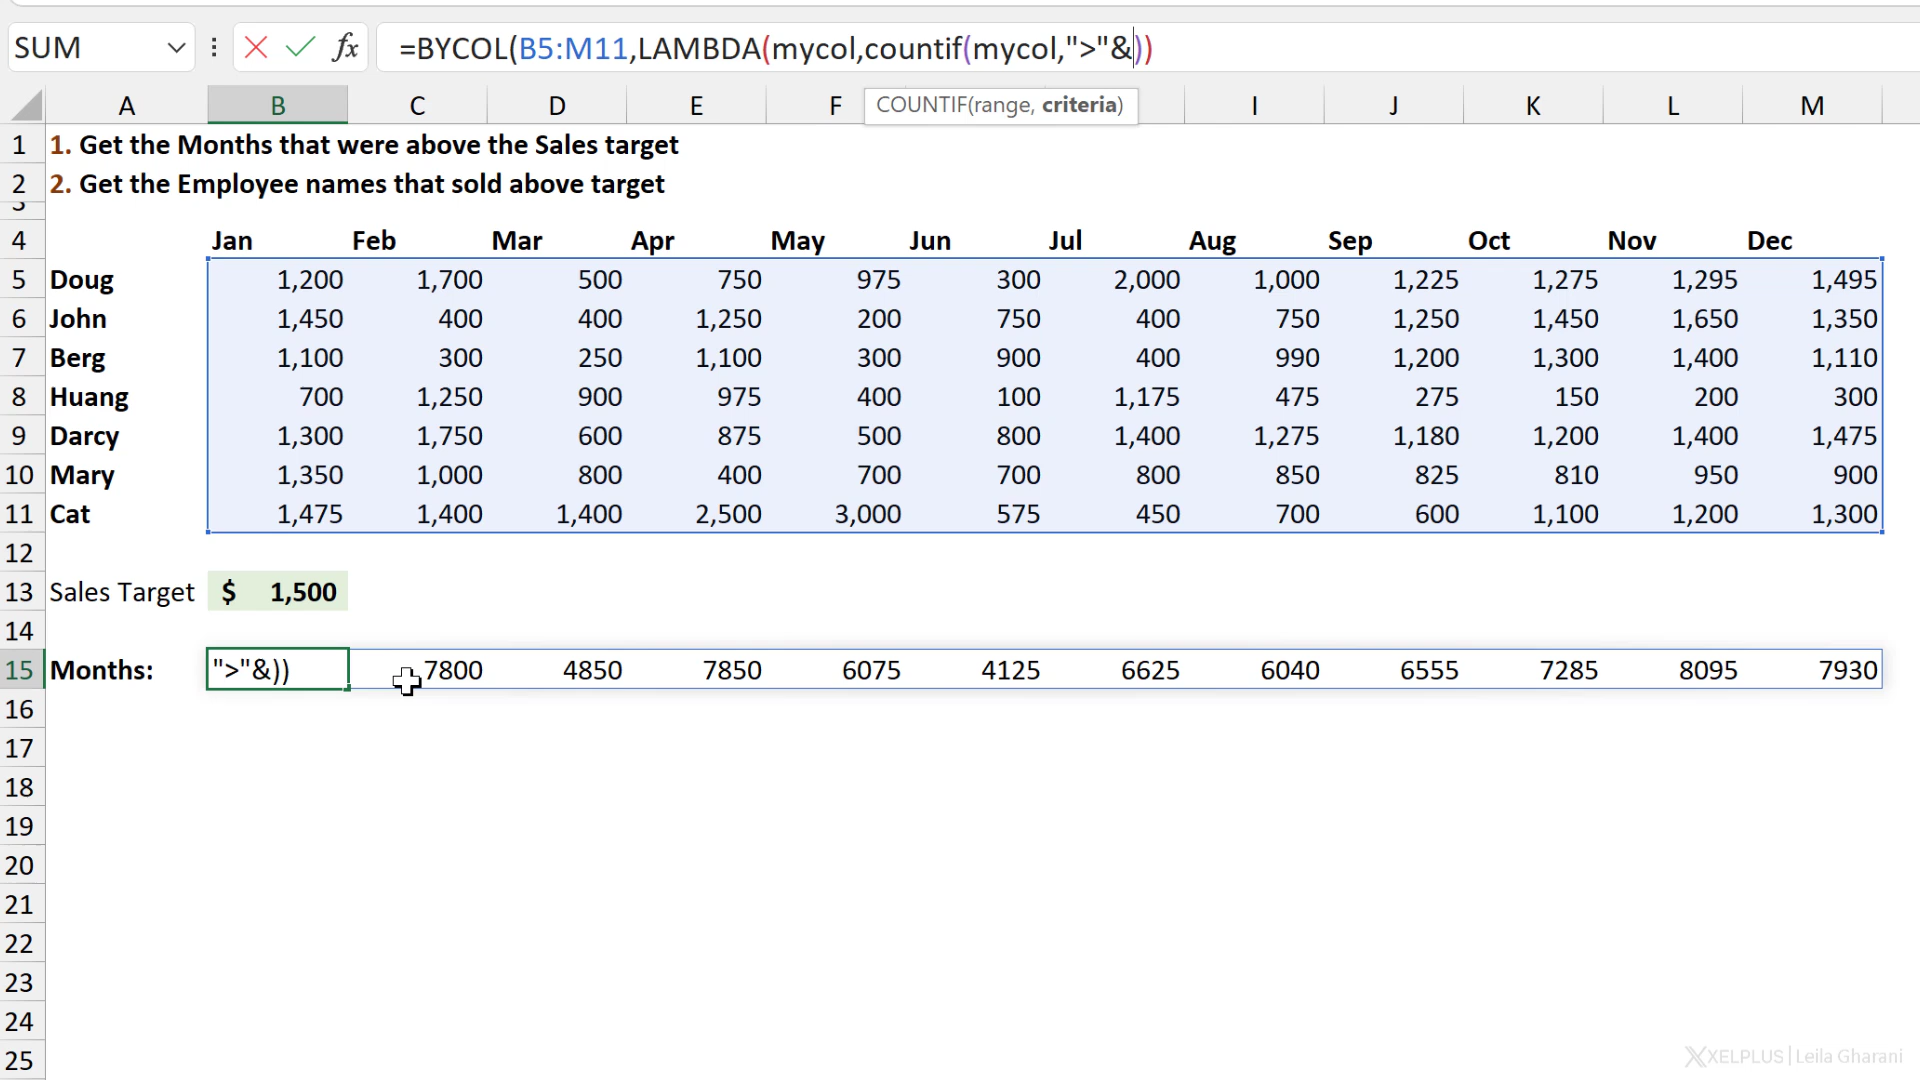 SUM fx =BYCOL(B5:M11,LAMBDA(mycol,countif(mycol,">"&))
A B C D E F COUNTIF(range, criteria) I J K L M
1 1. Get the Months that were above the Sales target
2 2. Get the Employee names that sold above target
3
4 Jan Feb Mar Apr May Jun Jul Aug Sep Oct Nov Dec
5 Doug 1,200 1,700 500 750 975 300 2,000 1,000 1,225 1,275 1,295 1,495
6 John 1,450 400 400 1,250 200 750 400 750 1,250 1,450 1,650 1,350
7 Berg 1,100 300 250 1,100 300 900 400 990 1,200 1,300 1,400 1,110
8 Huang 700 1,250 900 975 400 100 1,175 475 275 150 200 300
9 Darcy 1,300 1,750 600 875 500 800 1,400 1,275 1,180 1,200 1,400 1,475
10 Mary 1,350 1,000 800 400 700 700 800 850 825 810 950 900
11 Cat 1,475 1,400 1,400 2,500 3,000 575 450 700 600 1,100 1,200 1,300
12
13 Sales Target $ 1,500
14
15 Months: ">"&)) 7800 4850 7850 6075 4125 6625 6040 6555 7285 8095 7930
16
17
18
19
20
21
22
23
24
25
XELPLUS | Leila Gharani